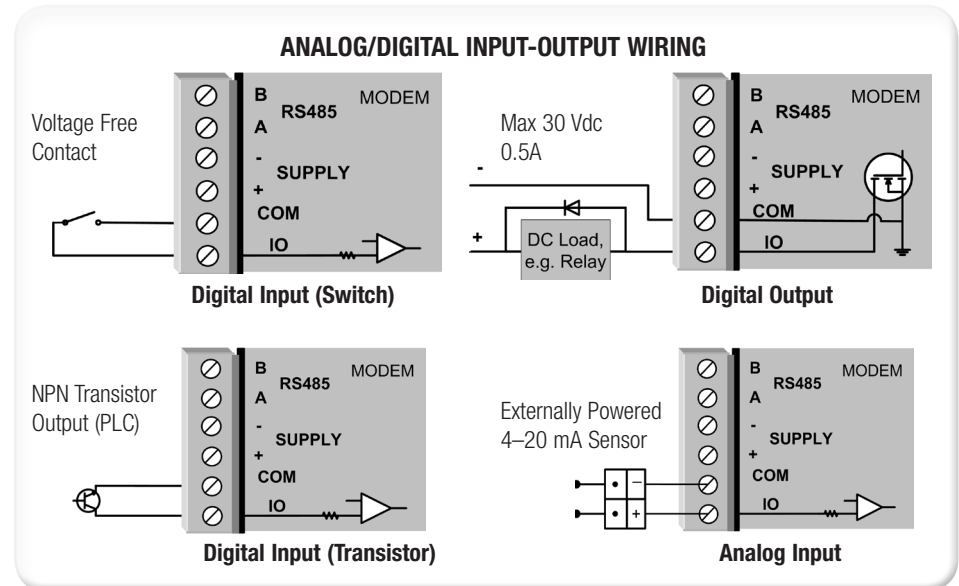 ANALOG/DIGITAL INPUT-OUTPUT WIRING
Voltage Free
Contact
B
RS485
MODEM
A
-
SUPPLY
+
COM
IO
Digital Input (Switch)
Max 30 Vdc
0.5A
-
+
DC Load,
e.g. Relay
B
RS485
MODEM
A
-
SUPPLY
+
COM
IO
Digital Output
NPN Transistor
Output (PLC)
B
RS485
MODEM
A
-
SUPPLY
+
COM
IO
Digital Input (Transistor)
Externally Powered
4–20 mA Sensor
–
+
B
RS485
MODEM
A
-
SUPPLY
+
COM
IO
Analog Input